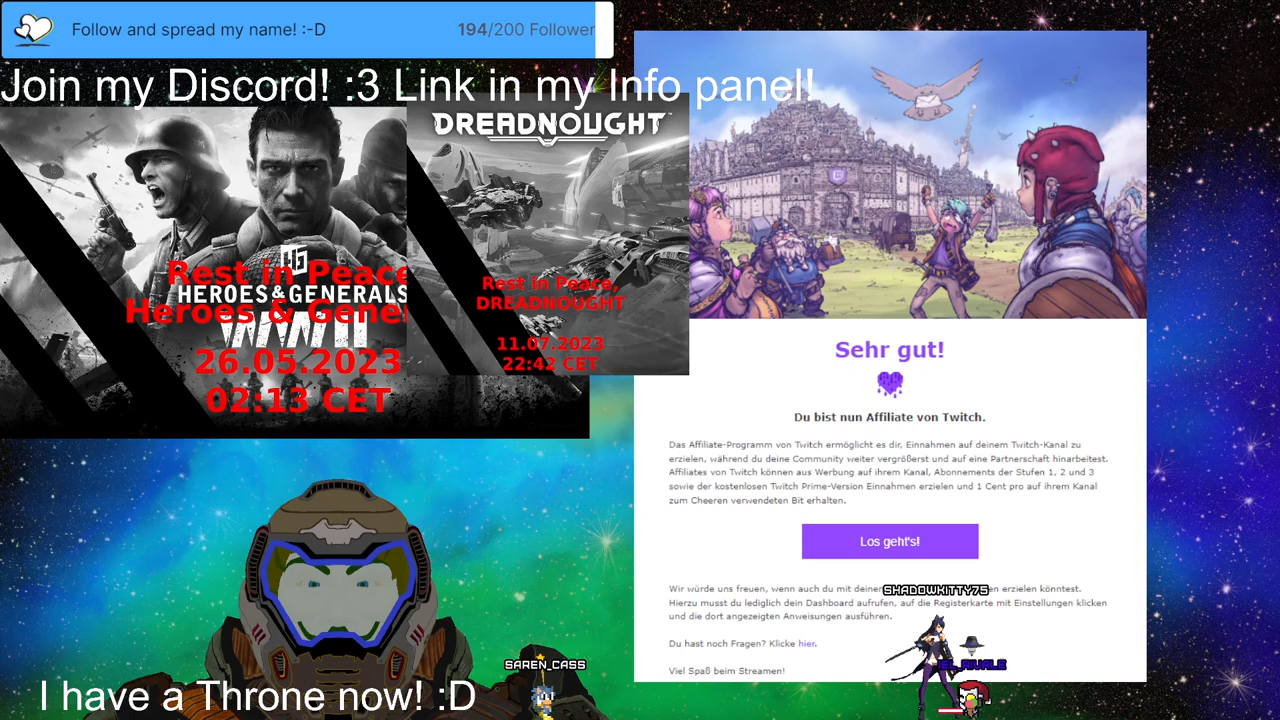 Follow and spread my name! :-D
194/200 Follower
Join my Discord! :3 Link in my Info panel!
DREADNOUGHT
Rest in Peace
HEROES & GENERALS
Heroes & Gene
WWII
26.05.2023
02:13 CET
Rest in Peace,
DREADNOUGHT
11.07.2023
22:42 CET
Sehr gut!
Du bist nun Affiliate von Twitch.
Das Affiliate-Programm von Twitch ermöglicht es dir, Einnahmen auf deinem Twitch-Kanal zu
erzielen, während du deine Community weiter vergrößerst und auf eine Partnerschaft hinarbeitest.
Affiliates von Twitch können aus Werbung auf ihrem Kanal, Abonnements der Stufen 1, 2 und 3
sowie der kostenlosen Twitch Prime-Version Einnahmen erzielen und 1 Cent pro auf ihrem Kanal
zum Cheeren verwendeten Bit erhalten.
Los geht's!
Wir würde uns freuen, wenn auch du mit deiner en erzielen könntest.
SHADOWKITTY75
Hierzu musst du lediglich dein Dashboard aufrufen, auf die Registerkarte mit Einstellungen klicken
und die dort angezeigten Anweisungen ausführen.
Du hast noch Fragen? Klicke hier.
Viel Spaß beim Streamen!
SAREN_CASS
I have a Throne now! :D